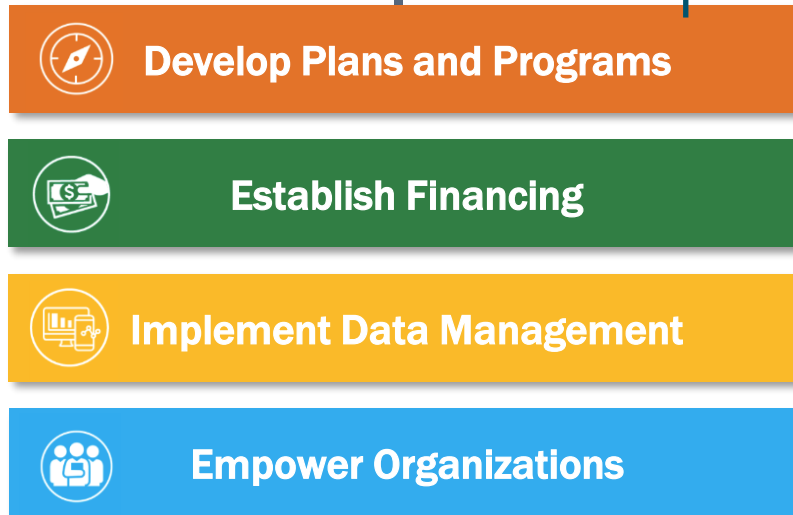 Develop Plans and Programs
$
Establish Financing
Implement Data Management
Empower Organizations